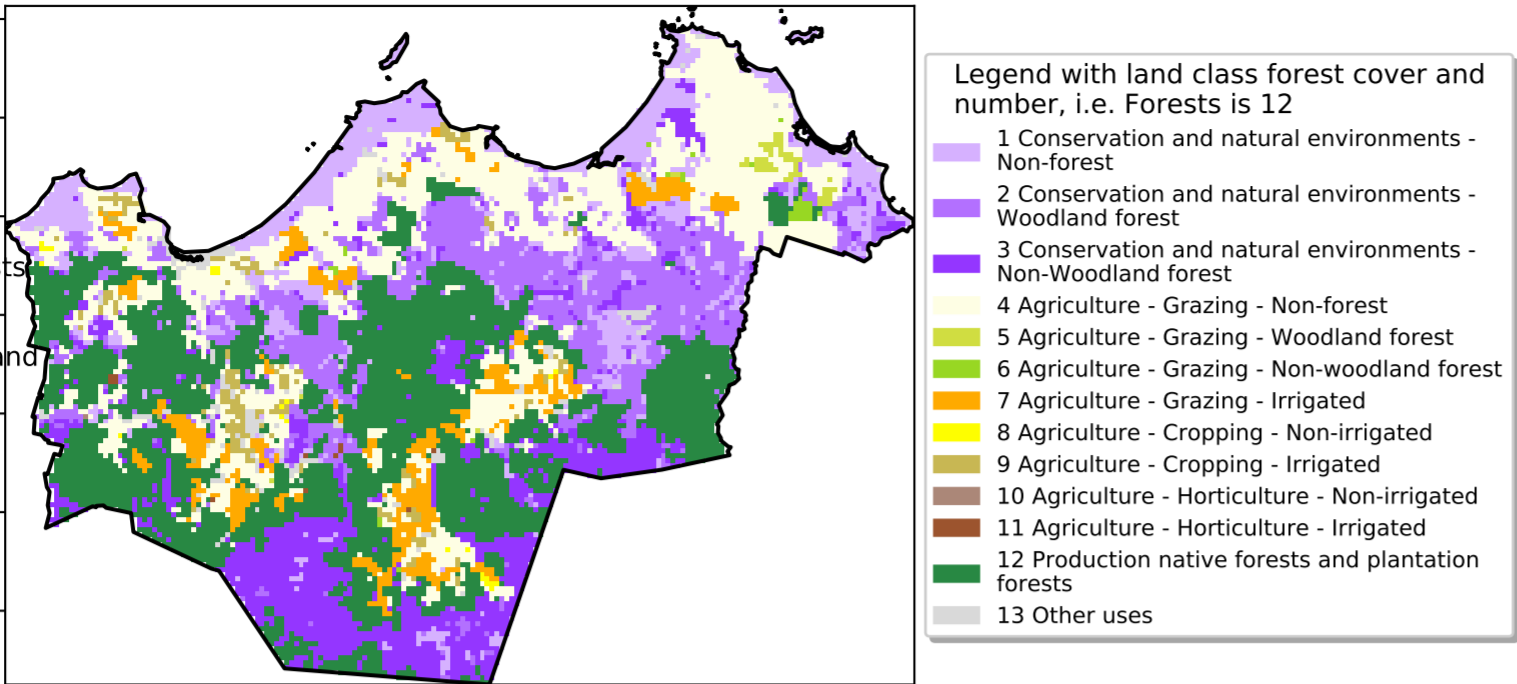 Legend with land class forest cover and
number, i.e. Forests is 12
1 Conservation and natural environments -
Non-forest
2 Conservation and natural environments -
Woodland forest
3 Conservation and natural environments -
Non-Woodland forest
4 Agriculture - Grazing - Non-forest
5 Agriculture - Grazing - Woodland forest
6 Agriculture - Grazing - Non-woodland forest
7 Agriculture - Grazing - Irrigated
8 Agriculture - Cropping - Non-irrigated
9 Agriculture - Cropping - Irrigated
10 Agriculture - Horticulture - Non-irrigated
11 Agriculture - Horticulture - Irrigated
12 Production native forests and plantation
forests
13 Other uses